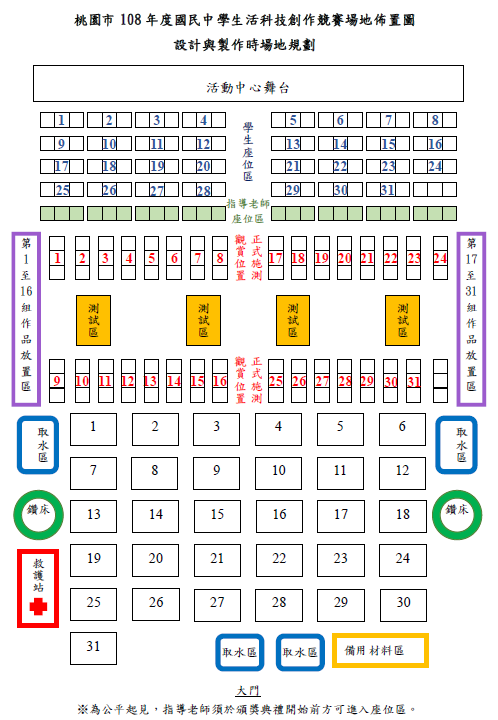 桃園市 108 年度國民中學生活科技創作競賽場地佈置圖
設計與製作時場地規劃
活動中心舞台
1 2 3 4 5 6 7 8
9 10 11 12 13 14 15 16
17 18 19 20 21 22 23 24
25 26 27 28 29 30 31
學生座位區
指導老師
座位區
第1至16組作品放置區
第17至31組作品放置區
1 2 3 4 5 6 7 8 17 18 19 20 21 22 23 24
正式施測
觀賞位置
測試區 測試區 測試區 測試區
9 10 11 12 13 14 15 16 25 26 27 28 29 30 31
正式施測
觀賞位置
取水區 取水區
鑽床 鑽床
救護站
1 2 3 4 5 6
7 8 9 10 11 12
13 14 15 16 17 18
19 20 21 22 23 24
25 26 27 28 29 30
31
取水區 取水區 備用材料區
大門
※為公平起見，指導老師須於頒獎典禮開始前方可進入座位區。